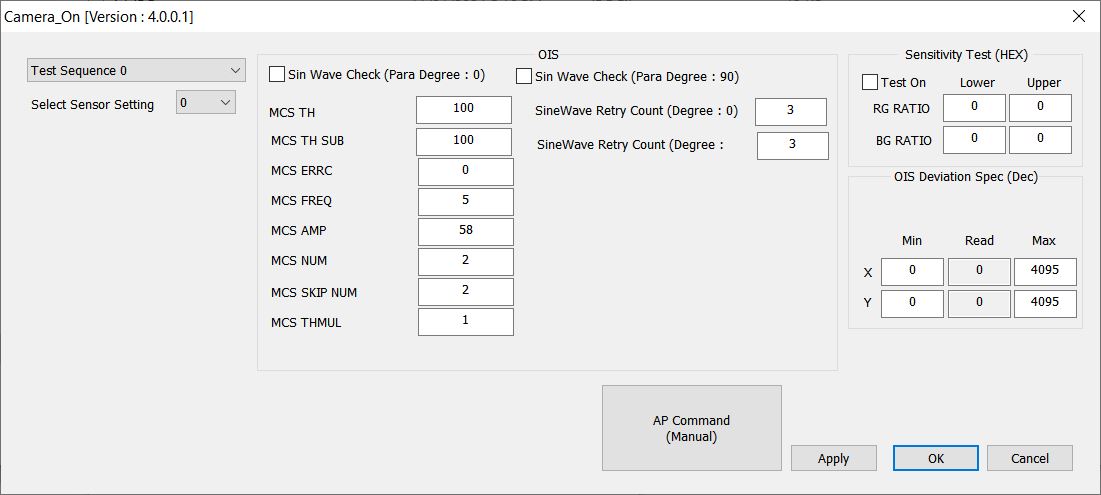 Camera_On [Version : 4.0.0.1]
Test Sequence 0
Select Sensor Setting 0
OIS
Sin Wave Check (Para Degree : 0) Sin Wave Check (Para Degree : 90)
MCS TH 100 SineWave Retry Count (Degree : 0) 3
MCS TH SUB 100 SineWave Retry Count (Degree : 3
MCS ERRC 0
MCS FREQ 5
MCS AMP 58
MCS NUM 2
MCS SKIP NUM 2
MCS THMUL 1
Sensitivity Test (HEX)
Test On Lower Upper
RG RATIO 0 0
BG RATIO 0 0
OIS Deviation Spec (Dec)
Min Read Max
X 0 0 4095
Y 0 0 4095
AP Command
(Manual)
Apply OK Cancel